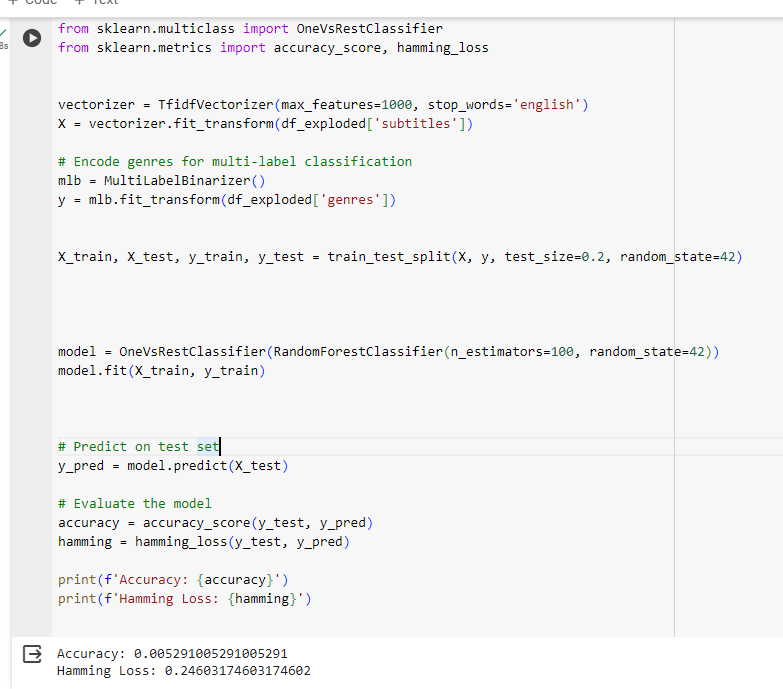 + Code + Text
8s
from sklearn.multiclass import OneVsRestClassifier
from sklearn.metrics import accuracy_score, hamming_loss
vectorizer = TfidfVectorizer(max_features=1000, stop_words='english')
X = vectorizer.fit_transform(df_exploded['subtitles'])
# Encode genres for multi-label classification
mlb = MultiLabelBinarizer()
y = mlb.fit_transform(df_exploded['genres'])
X_train, X_test, y_train, y_test = train_test_split(X, y, test_size=0.2, random_state=42)
model = OneVsRestClassifier(RandomForestClassifier(n_estimators=100, random_state=42))
model.fit(X_train, y_train)
# Predict on test set
y_pred = model.predict(X_test)
# Evaluate the model
accuracy = accuracy_score(y_test, y_pred)
hamming = hamming_loss(y_test, y_pred)
print(f'Accuracy: {accuracy}')
print(f'Hamming Loss: {hamming}')
Accuracy: 0.005291005291005291
Hamming Loss: 0.24603174603174602